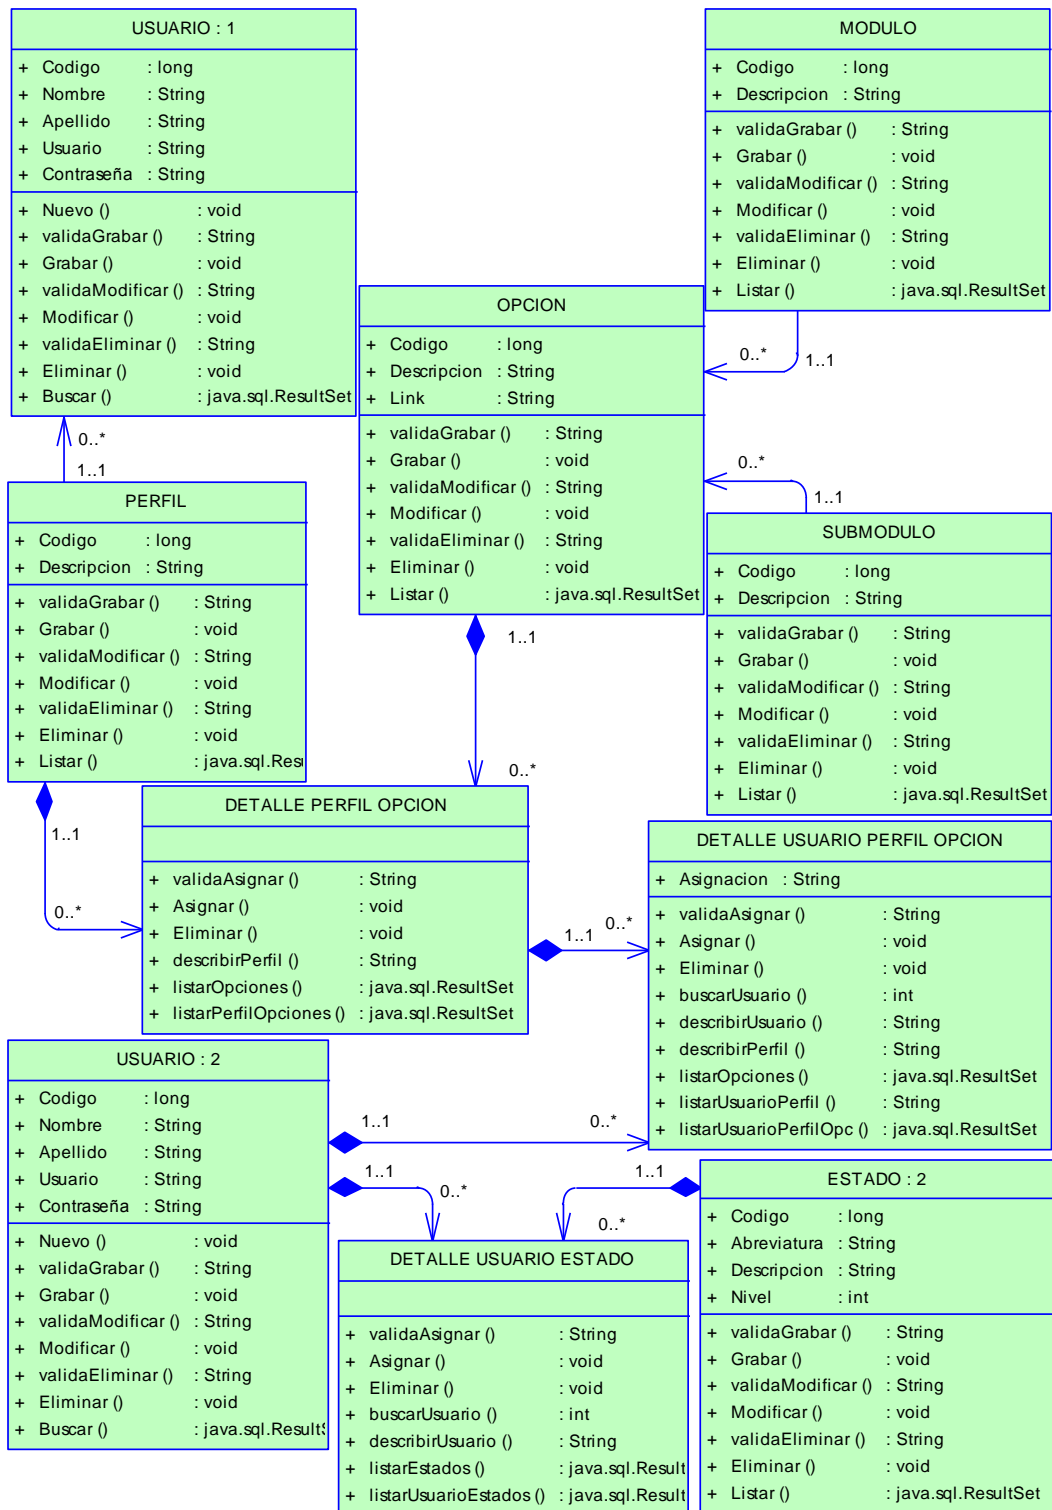 USUARIO : 1
+ Codigo : long
+ Nombre : String
+ Apellido : String
+ Usuario : String
+ Contraseña : String
+ Nuevo () : void
+ validaGrabar () : String
+ Grabar () : void
+ validaModificar () : String
+ Modificar () : void
+ validaEliminar () : String
+ Eliminar () : void
+ Buscar () : java.sql.ResultSet
MODULO
+ Codigo : long
+ Descripcion : String
+ validaGrabar () : String
+ Grabar () : void
+ validaModificar () : String
+ Modificar () : void
+ validaEliminar () : String
+ Eliminar () : void
+ Listar () : java.sql.ResultSet
OPCION
+ Codigo : long
+ Descripcion : String
+ Link : String
+ validaGrabar () : String
+ Grabar () : void
+ validaModificar () : String
+ Modificar () : void
+ validaEliminar () : String
+ Eliminar () : void
+ Listar () : java.sql.ResultSet
0..*
1..1
0..*
1..1
0..*
1..1
PERFIL
+ Codigo : long
+ Descripcion : String
+ validaGrabar () : String
+ Grabar () : void
+ validaModificar () : String
+ Modificar () : void
+ validaEliminar () : String
+ Eliminar () : void
+ Listar () : java.sql.Resu
SUBMODULO
+ Codigo : long
+ Descripcion : String
+ validaGrabar () : String
+ Grabar () : void
+ validaModificar () : String
+ Modificar () : void
+ validaEliminar () : String
+ Eliminar () : void
+ Listar () : java.sql.ResultSet
1..1
0..*
1..1
0..*
DETALLE PERFIL OPCION
+ validaAsignar () : String
+ Asignar () : void
+ Eliminar () : void
+ describirPerfil () : String
+ listarOpciones () : java.sql.ResultSet
+ listarPerfilOpciones () : java.sql.ResultSet
1..1
0..*
DETALLE USUARIO PERFIL OPCION
+ Asignacion : String
+ validaAsignar () : String
+ Asignar () : void
+ Eliminar () : void
+ buscarUsuario () : int
+ describirUsuario () : String
+ describirPerfil () : String
+ listarOpciones () : java.sql.ResultSet
+ listarUsuarioPerfil () : String
+ listarUsuarioPerfilOpc () : java.sql.ResultSet
USUARIO : 2
+ Codigo : long
+ Nombre : String
+ Apellido : String
+ Usuario : String
+ Contraseña : String
+ Nuevo () : void
+ validaGrabar () : String
+ Grabar () : void
+ validaModificar () : String
+ Modificar () : void
+ validaEliminar () : String
+ Eliminar () : void
+ Buscar () : java.sql.ResultS
1..1
0..*
1..1
0..*
1..1
0..*
DETALLE USUARIO ESTADO
+ validaAsignar () : String
+ Asignar () : void
+ Eliminar () : void
+ buscarUsuario () : int
+ describirUsuario () : String
+ listarEstados () : java.sql.Result
+ listarUsuarioEstados () : java.sql.Result
ESTADO : 2
+ Codigo : long
+ Abreviatura : String
+ Descripcion : String
+ Nivel : int
+ validaGrabar () : String
+ Grabar () : void
+ validaModificar () : String
+ Modificar () : void
+ validaEliminar () : String
+ Eliminar () : void
+ Listar () : java.sql.ResultSet